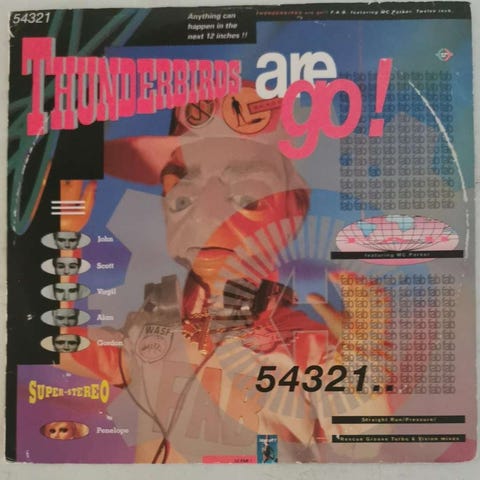 54321
Anything can
happen in the
next 12 inches !!
THUNDERBIRDS are go! F.A.B. featuring MC Parker. Twelve inch.
THUNDERBIRDS
are
go!
featuring MC Parker
John
Scott
Virgil
Alan
Gordon
WASP
FAB
54321..
SUPER-STEREO
Penelope
Straight Run/Pressure!
Rescue Groove Turbo & Vision mixes